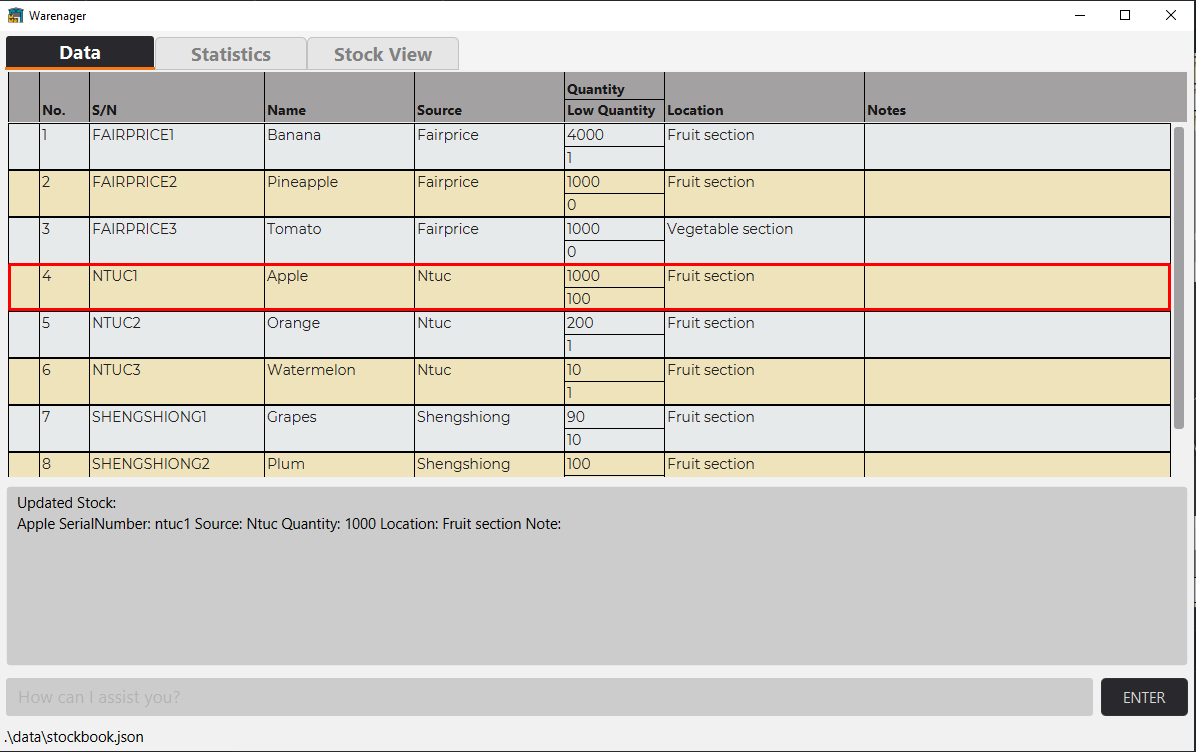 Warenager
Data Statistics Stock View
No. S/N Name Source Quantity Low Quantity Location Notes
1 FAIRPRICE1 Banana Fairprice 4000 Fruit section
1
2 FAIRPRICE2 Pineapple Fairprice 1000 Fruit section
0
3 FAIRPRICE3 Tomato Fairprice 1000 Vegetable section
0
4 NTUC1 Apple Ntuc 1000 Fruit section
100
5 NTUC2 Orange Ntuc 200 Fruit section
1
6 NTUC3 Watermelon Ntuc 10 Fruit section
1
7 SHENGSHIONG1 Grapes Shengshiong 90 Fruit section
10
8 SHENGSHIONG2 Plum Shengshiong 100 Fruit section
Updated Stock:
Apple SerialNumber: ntuc1 Source: Ntuc Quantity: 1000 Location: Fruit section Note:
How can I assist you?
ENTER
.\data\stockbook.json